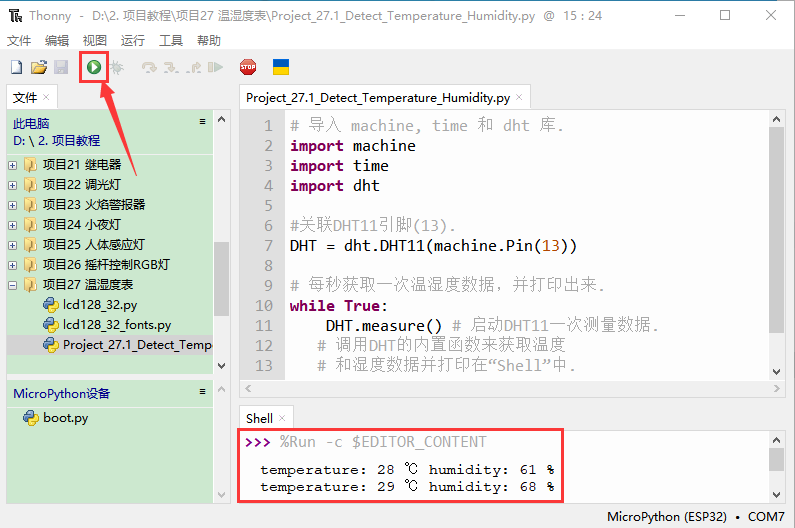 Thonny - D:\2. 项目教程\项目27 温湿度表\Project_27.1_Detect_Temperature_Humidity.py @ 15 : 24
文件 编辑 视图 运行 工具 帮助
STOP
文件 ×
此电脑
D: \ 2. 项目教程
项目21 继电器
项目22 调光灯
项目23 火焰警报器
项目24 小夜灯
项目25 人体感应灯
项目26 摇杆控制RGB灯
项目27 温湿度表
lcd128_32.py
lcd128_32_fonts.py
Project_27.1_Detect_Temp
MicroPython设备
boot.py
Project_27.1_Detect_Temperature_Humidity.py ×
1 # 导入 machine, time 和 dht 库.
2 import machine
3 import time
4 import dht
5
6 #关联DHT11引脚(13).
7 DHT = dht.DHT11(machine.Pin(13))
8
9 # 每秒获取一次温湿度数据，并打印出来.
10 while True:
11 DHT.measure() # 启动DHT11一次测量数据.
12 # 调用DHT的内置函数来获取温度
13 # 和湿度数据并打印在“Shell”中.
Shell ×
>>> %Run -c $EDITOR_CONTENT
temperature: 28 ℃ humidity: 61 %
temperature: 29 ℃ humidity: 68 %
MicroPython (ESP32) • COM7